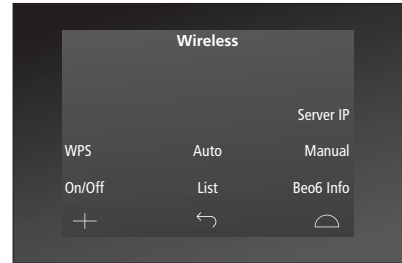 Wireless
Server IP
WPS Auto Manual
On/Off List Beo6 Info